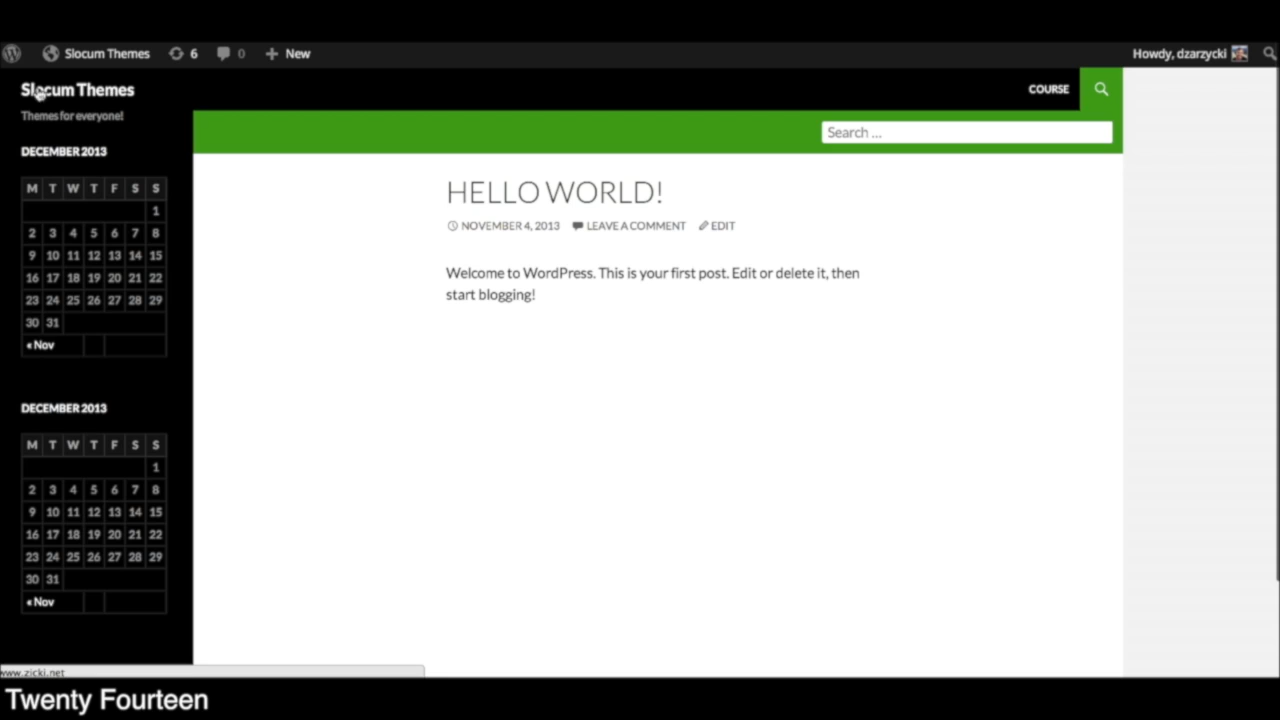 Slocum Themes 6 0 New Howdy, dzarzycki
Slocum Themes COURSE
Themes for everyone!
Search ...
DECEMBER 2013
M T W T F S S
1
2 3 4 5 6 7 8
9 10 11 12 13 14 15
16 17 18 19 20 21 22
23 24 25 26 27 28 29
30 31
« Nov
DECEMBER 2013
M T W T F S S
1
2 3 4 5 6 7 8
9 10 11 12 13 14 15
16 17 18 19 20 21 22
23 24 25 26 27 28 29
30 31
« Nov
HELLO WORLD!
NOVEMBER 4, 2013 LEAVE A COMMENT EDIT
Welcome to WordPress. This is your first post. Edit or delete it, then
start blogging!
www.zicki.net
Twenty Fourteen